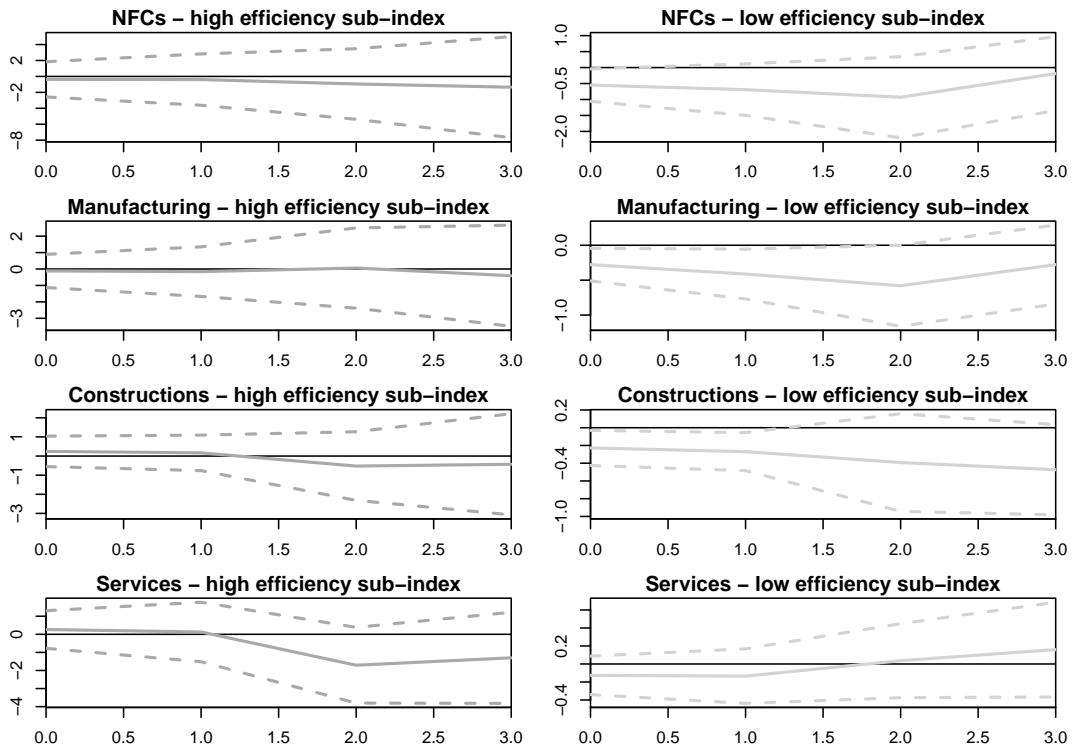 NFCs − high efficiency sub−index
2
−2
−8
0.0 0.5 1.0 1.5 2.0 2.5 3.0
NFCs − low efficiency sub−index
1.0
−0.5
−2.0
0.0 0.5 1.0 1.5 2.0 2.5 3.0
Manufacturing − high efficiency sub−index
2
0
−3
0.0 0.5 1.0 1.5 2.0 2.5 3.0
Manufacturing − low efficiency sub−index
0.0
−1.0
0.0 0.5 1.0 1.5 2.0 2.5 3.0
Constructions − high efficiency sub−index
1
−1
−3
0.0 0.5 1.0 1.5 2.0 2.5 3.0
Constructions − low efficiency sub−index
0.2
−0.4
−1.0
0.0 0.5 1.0 1.5 2.0 2.5 3.0
Services − high efficiency sub−index
0
−2
−4
0.0 0.5 1.0 1.5 2.0 2.5 3.0
Services − low efficiency sub−index
0.2
−0.4
0.0 0.5 1.0 1.5 2.0 2.5 3.0